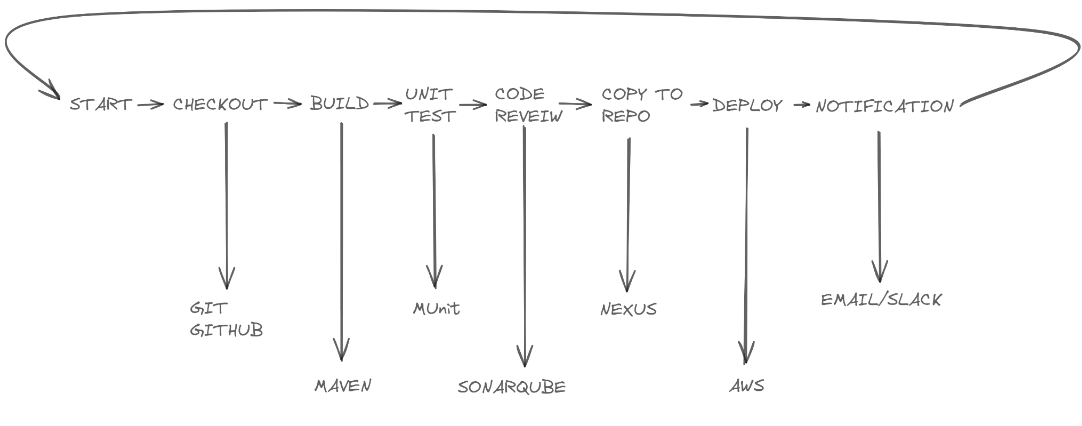 START
CHECKOUT
BUILD
UNIT
TEST
CODE
REVEIW
COPY TO
REPO
DEPLOY
NOTIFICATION
GIT
GITHUB
MAVEN
MUnit
SONARQUBE
NEXUS
AWS
EMAIL/SLACK